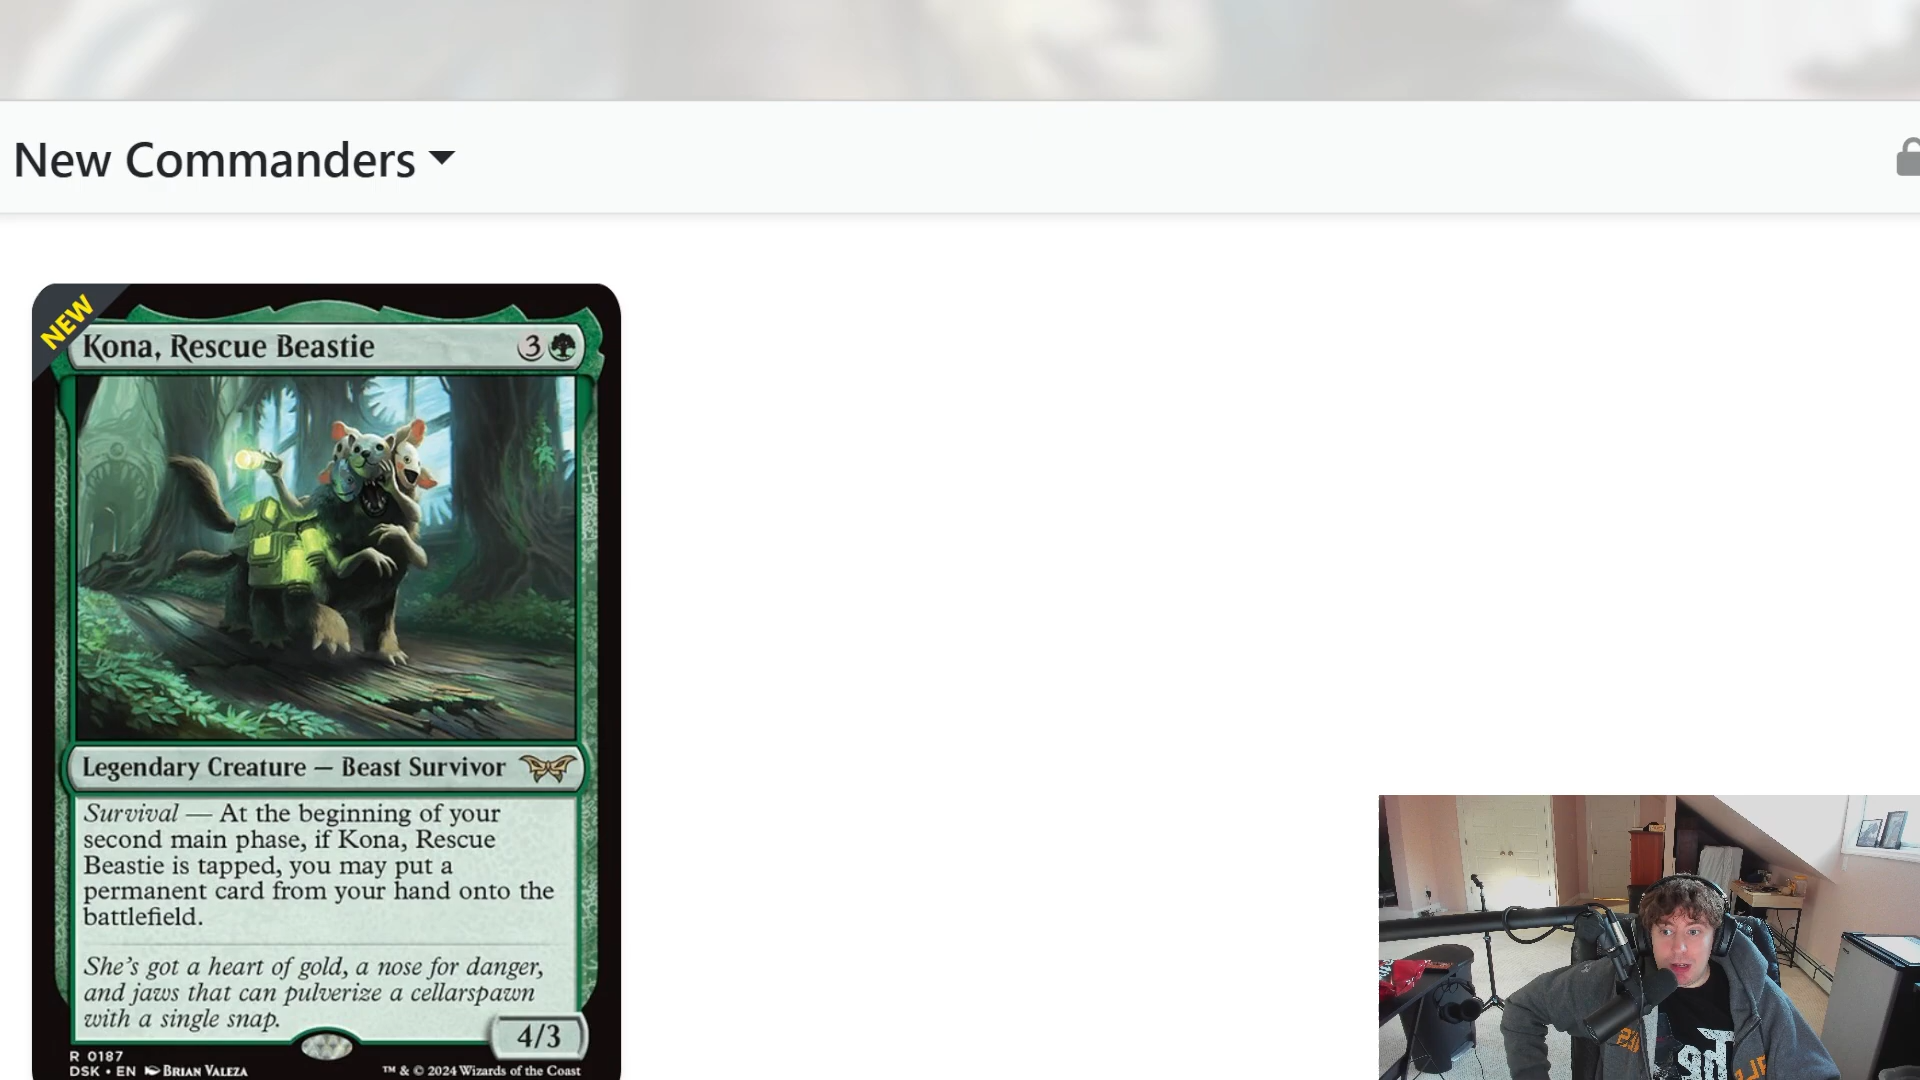 New Commanders
NEW
Kona, Rescue Beastie
3
Legendary Creature — Beast Survivor
Survival — At the beginning of your
second main phase, if Kona, Rescue
Beastie is tapped, you may put a
permanent card from your hand onto the
battlefield.
She's got a heart of gold, a nose for danger,
and jaws that can pulverize a cellarspawn
with a single snap.
4/3
R 0187
DSK • EN BRIAN VALEZA
™ & © 2024 Wizards of the Coast